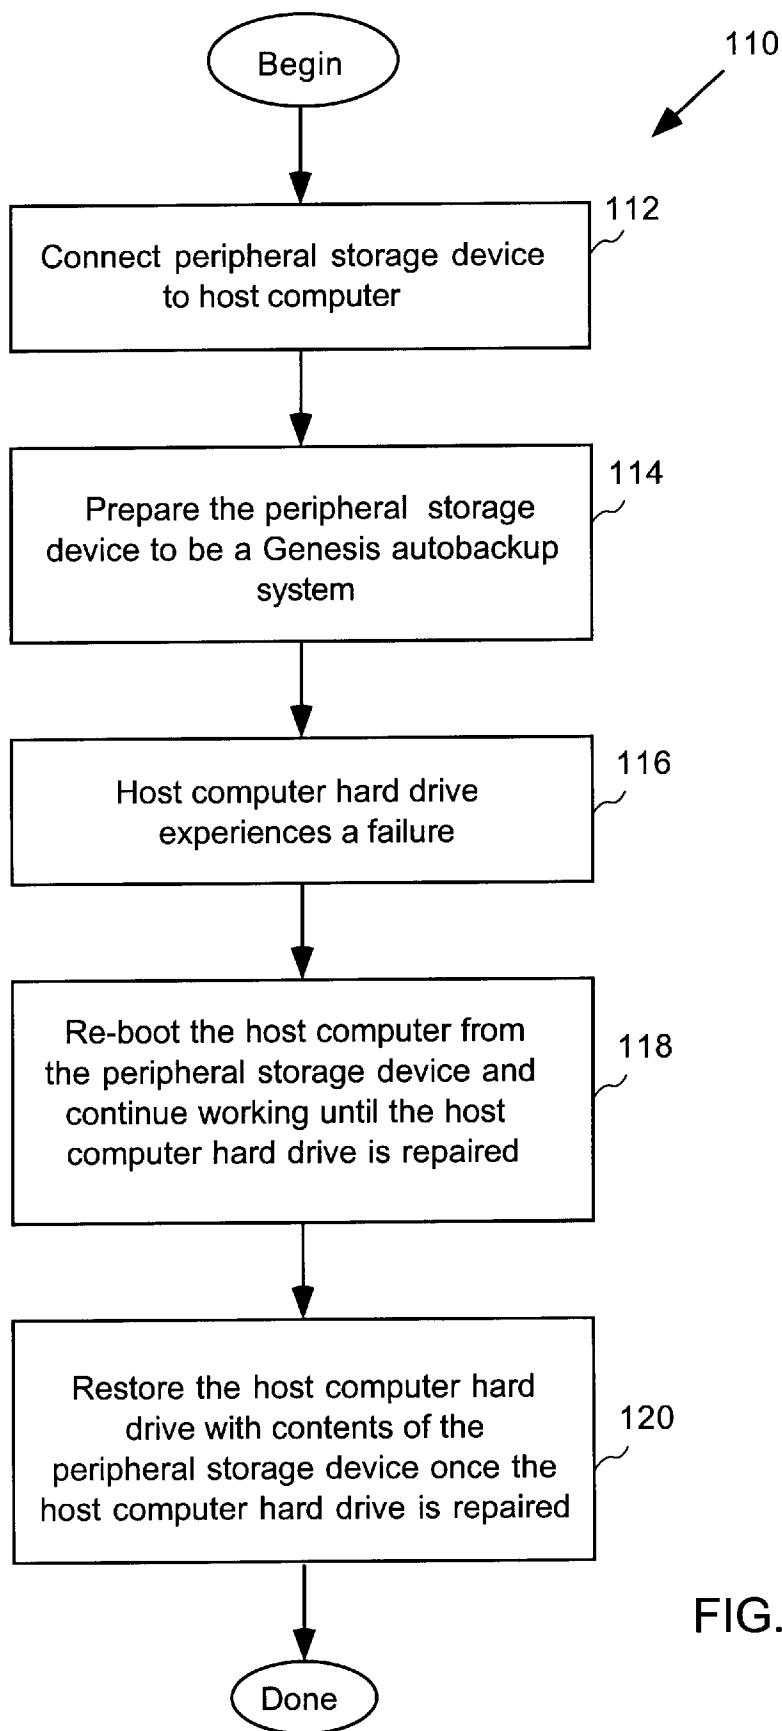 Begin
110
112
Connect peripheral storage device
to host computer
114
Prepare the peripheral storage
device to be a Genesis autobackup
system
116
Host computer hard drive
experiences a failure
Re-boot the host computer from
the peripheral storage device and
continue working until the host
computer hard drive is repaired
118
Restore the host computer hard
drive with contents of the
peripheral storage device once the
host computer hard drive is repaired
120
FIG.
Done